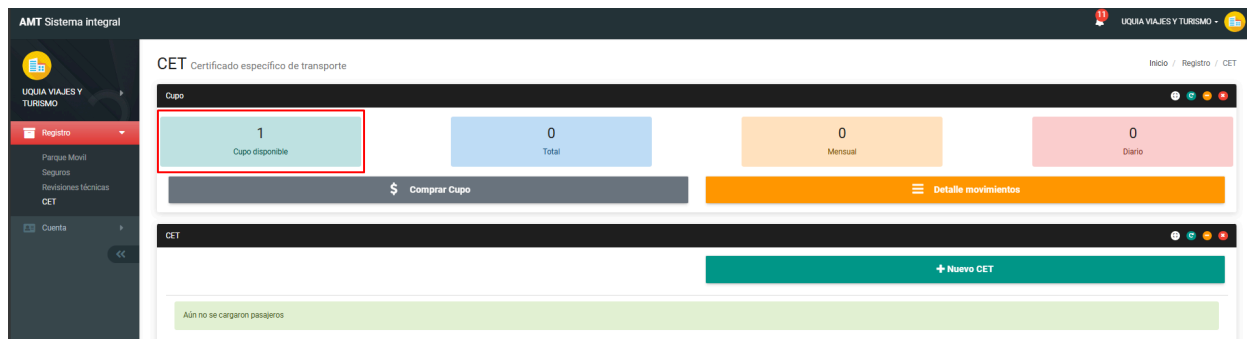 AMT Sistema integral
11
UQUIA VIAJES Y TURISMO
UQUIA VIAJES Y
TURISMO
Registro
Parque Movil
Seguros
Revisiones técnicas
CET
Cuenta
CET Certificado específico de transporte
Inicio / Registro / CET
Cupo
1
Cupo disponible
0
Total
0
Mensual
0
Diario
$ Comprar Cupo
Detalle movimientos
CET
+ Nuevo CET
Aún no se cargaron pasajeros